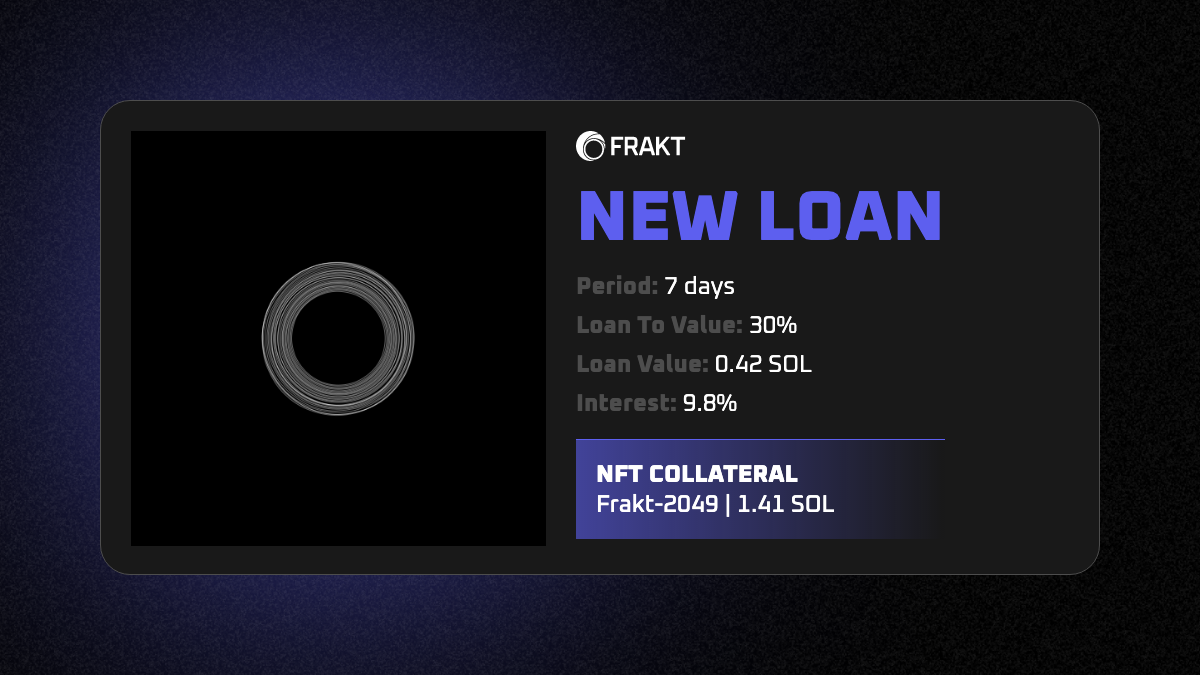 FRAKT
NEW LOAN
Period: 7 days
Loan To Value: 30%
Loan Value: 0.42 SOL
Interest: 9.8%
NFT COLLATERAL
Frakt-2049 | 1.41 SOL